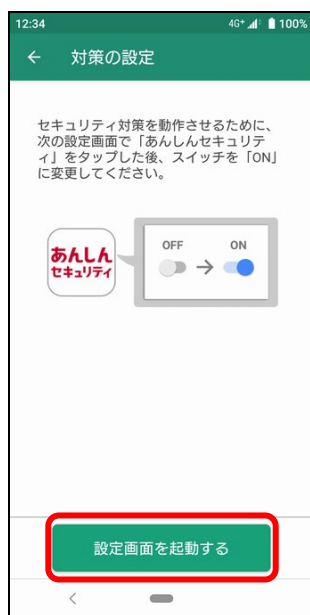 12:34 4G+ 100%
← 対策の設定
セキュリティ対策を動作させるために、
次の設定画面で「あんしんセキュリテ
ィ」をタップした後、スイッチを「ON」
に変更してください。
あんしん
セキュリティ
OFF → ON
設定画面を起動する